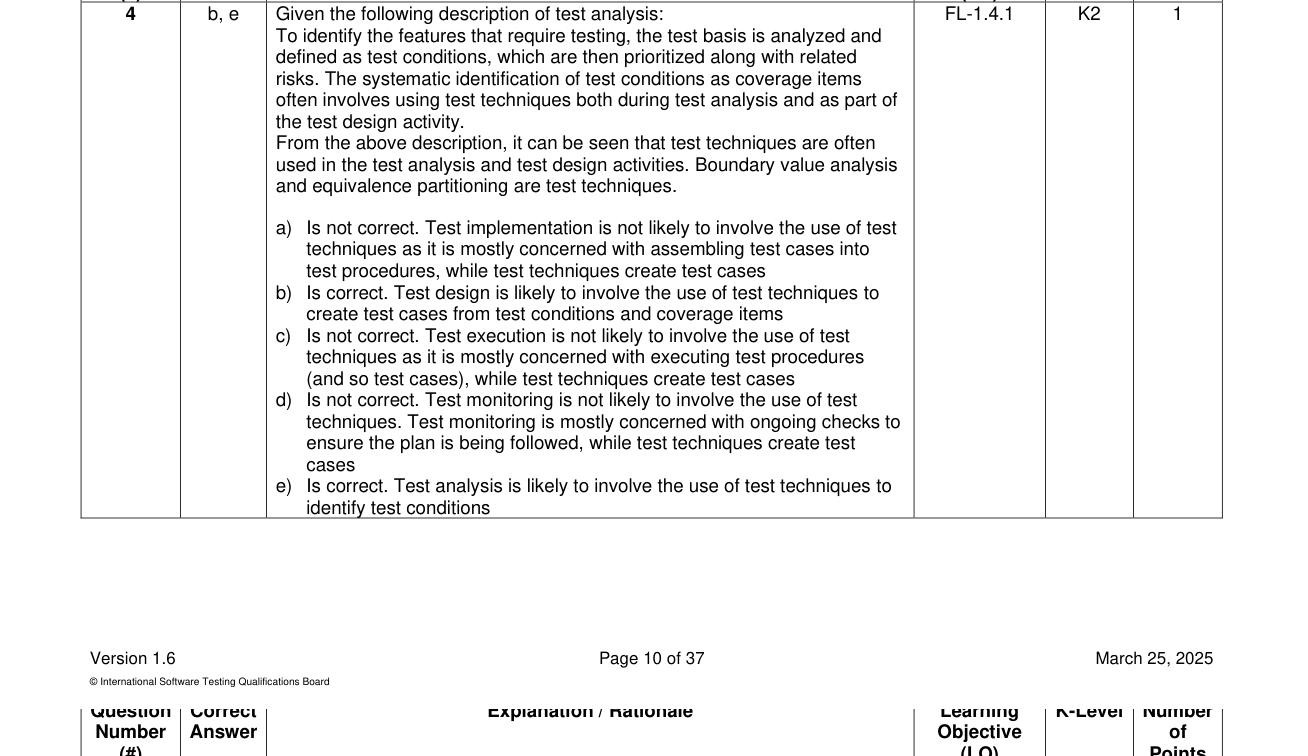 4 b, e Given the following description of test analysis: FL-1.4.1 K2 1
To identify the features that require testing, the test basis is analyzed and
defined as test conditions, which are then prioritized along with related
risks. The systematic identification of test conditions as coverage items
often involves using test techniques both during test analysis and as part of
the test design activity.
From the above description, it can be seen that test techniques are often
used in the test analysis and test design activities. Boundary value analysis
and equivalence partitioning are test techniques.
a) Is not correct. Test implementation is not likely to involve the use of test
techniques as it is mostly concerned with assembling test cases into
test procedures, while test techniques create test cases
b) Is correct. Test design is likely to involve the use of test techniques to
create test cases from test conditions and coverage items
c) Is not correct. Test execution is not likely to involve the use of test
techniques as it is mostly concerned with executing test procedures
(and so test cases), while test techniques create test cases
d) Is not correct. Test monitoring is not likely to involve the use of test
techniques. Test monitoring is mostly concerned with ongoing checks to
ensure the plan is being followed, while test techniques create test
cases
e) Is correct. Test analysis is likely to involve the use of test techniques to
identify test conditions
Version 1.6 Page 10 of 37 March 25, 2025
© International Software Testing Qualifications Board
Question Correct Explanation / Rationale Learning K-Level Number
Number Answer Objective of
(#) (LO) Points